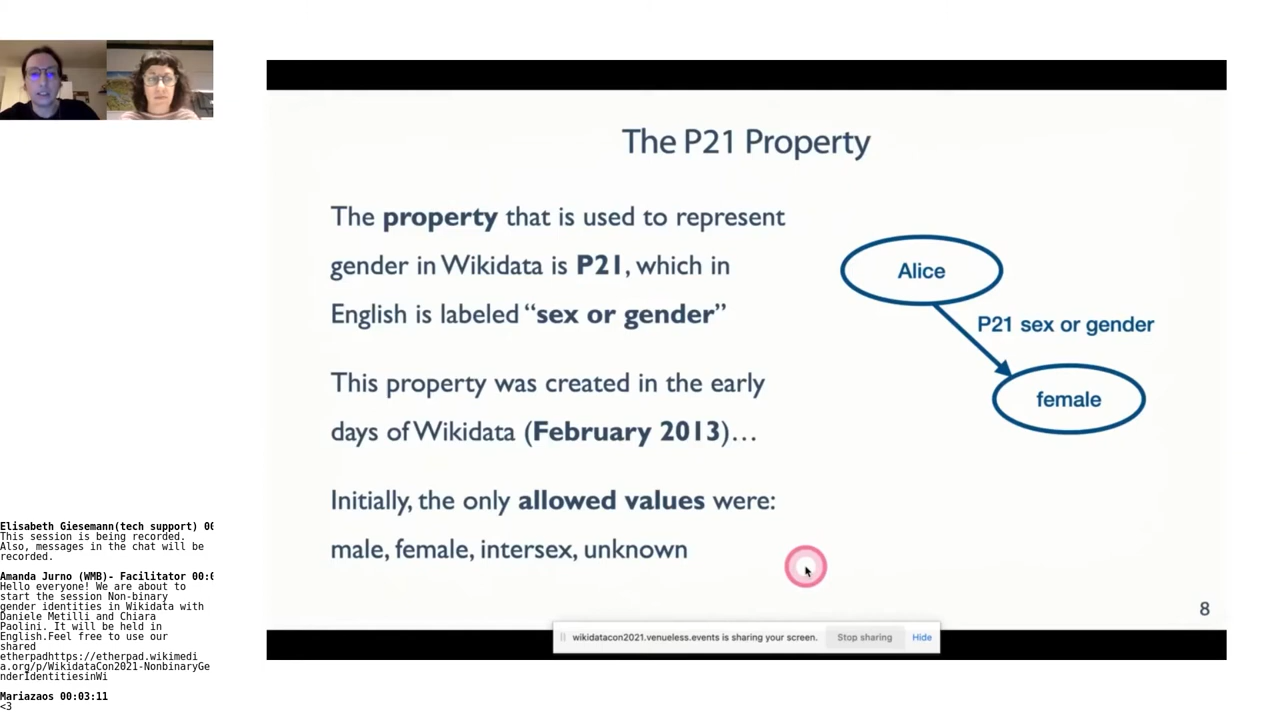 The P21 Property
The property that is used to represent
gender in Wikidata is P21, which in
English is labeled “sex or gender”
This property was created in the early
days of Wikidata (February 2013)…
Initially, the only allowed values were:
male, female, intersex, unknown
Alice
P21 sex or gender
female
8
wikidatacon2021.venueless.events is sharing your screen.
Stop sharing
Hide
Elisabeth Giesemann(tech support) 00
This session is being recorded.
Also, messages in the chat will be
recorded.
Amanda Jurno (WMB)- Facilitator 00:0
Hello everyone! We are about to
start the session Non-binary
gender identities in Wikidata with
Daniele Metilli and Chiara
Paolini. It will be held in
English.Feel free to use our
shared
etherpadhttps://etherpad.wikimedi
a.org/p/WikidataCon2021-NonbinaryGe
nderIdentitiesinWi
Mariazaos 00:03:11
<3